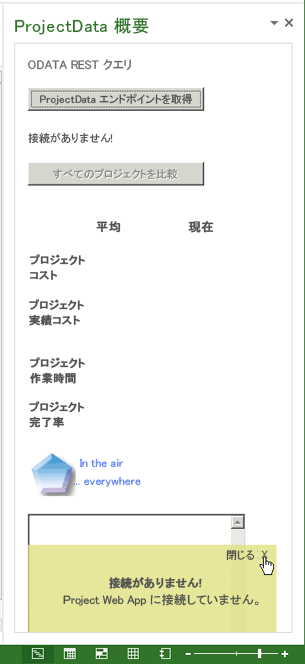 ProjectData 概要
ODATA REST クエリ
ProjectData エンドポイントを取得
接続がありません!
すべてのプロジェクトを比較
平均 現在
プロジェクト
コスト
プロジェクト
実績コスト
プロジェクト
作業時間
プロジェクト
完了率
In the air
... everywhere
閉じる X
接続がありません!
Project Web App に接続していません。